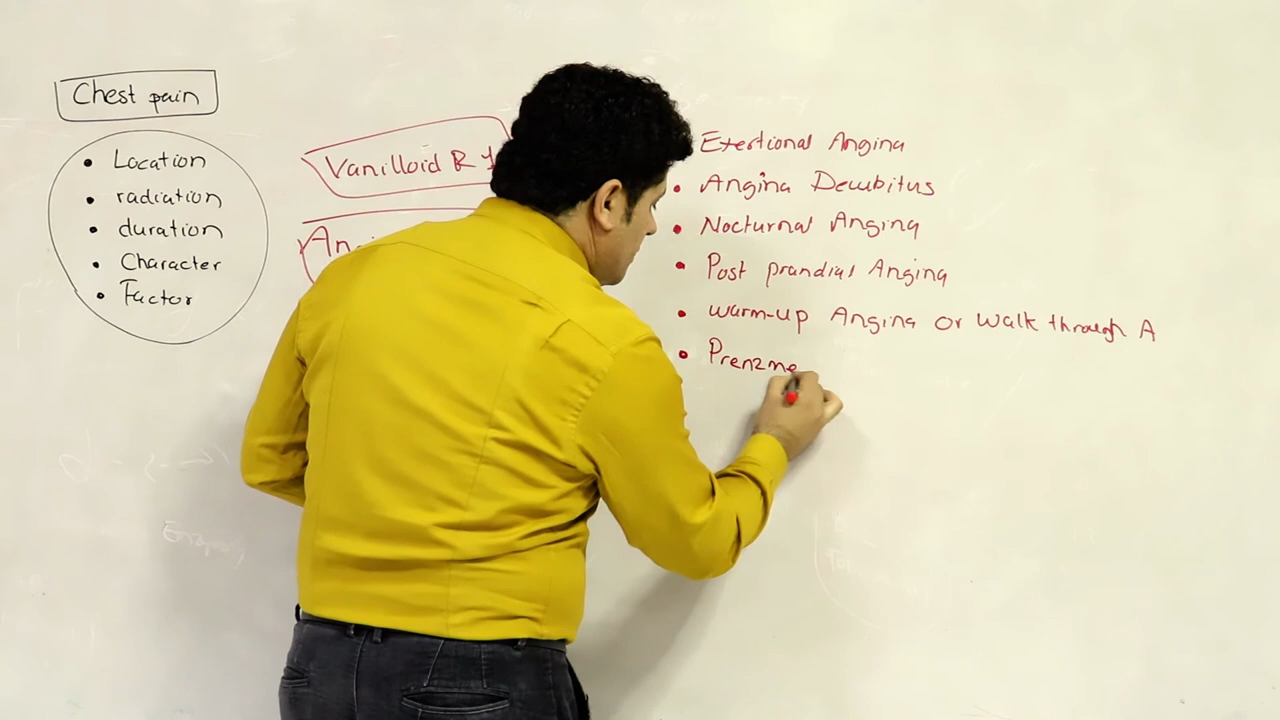 Chest pain
• Location
• radiation
• duration
• Character
• Factor
Vanilloid R 1
Exertional Angina
• Angina Decubitus
• Nocturnal Angina
• Post prandial Angina
• Warm-up Angina or Walk through A
• Prenzme